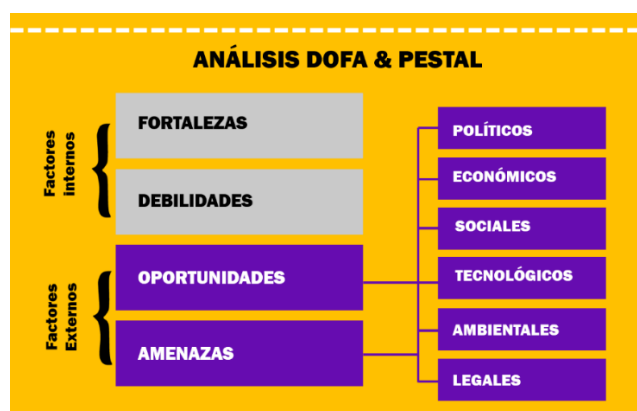 ANÁLISIS DOFA & PESTAL
Factores
internos
FORTALEZAS
DEBILIDADES
Factores
Externos
OPORTUNIDADES
AMENAZAS
POLÍTICOS
ECONÓMICOS
SOCIALES
TECNOLÓGICOS
AMBIENTALES
LEGALES